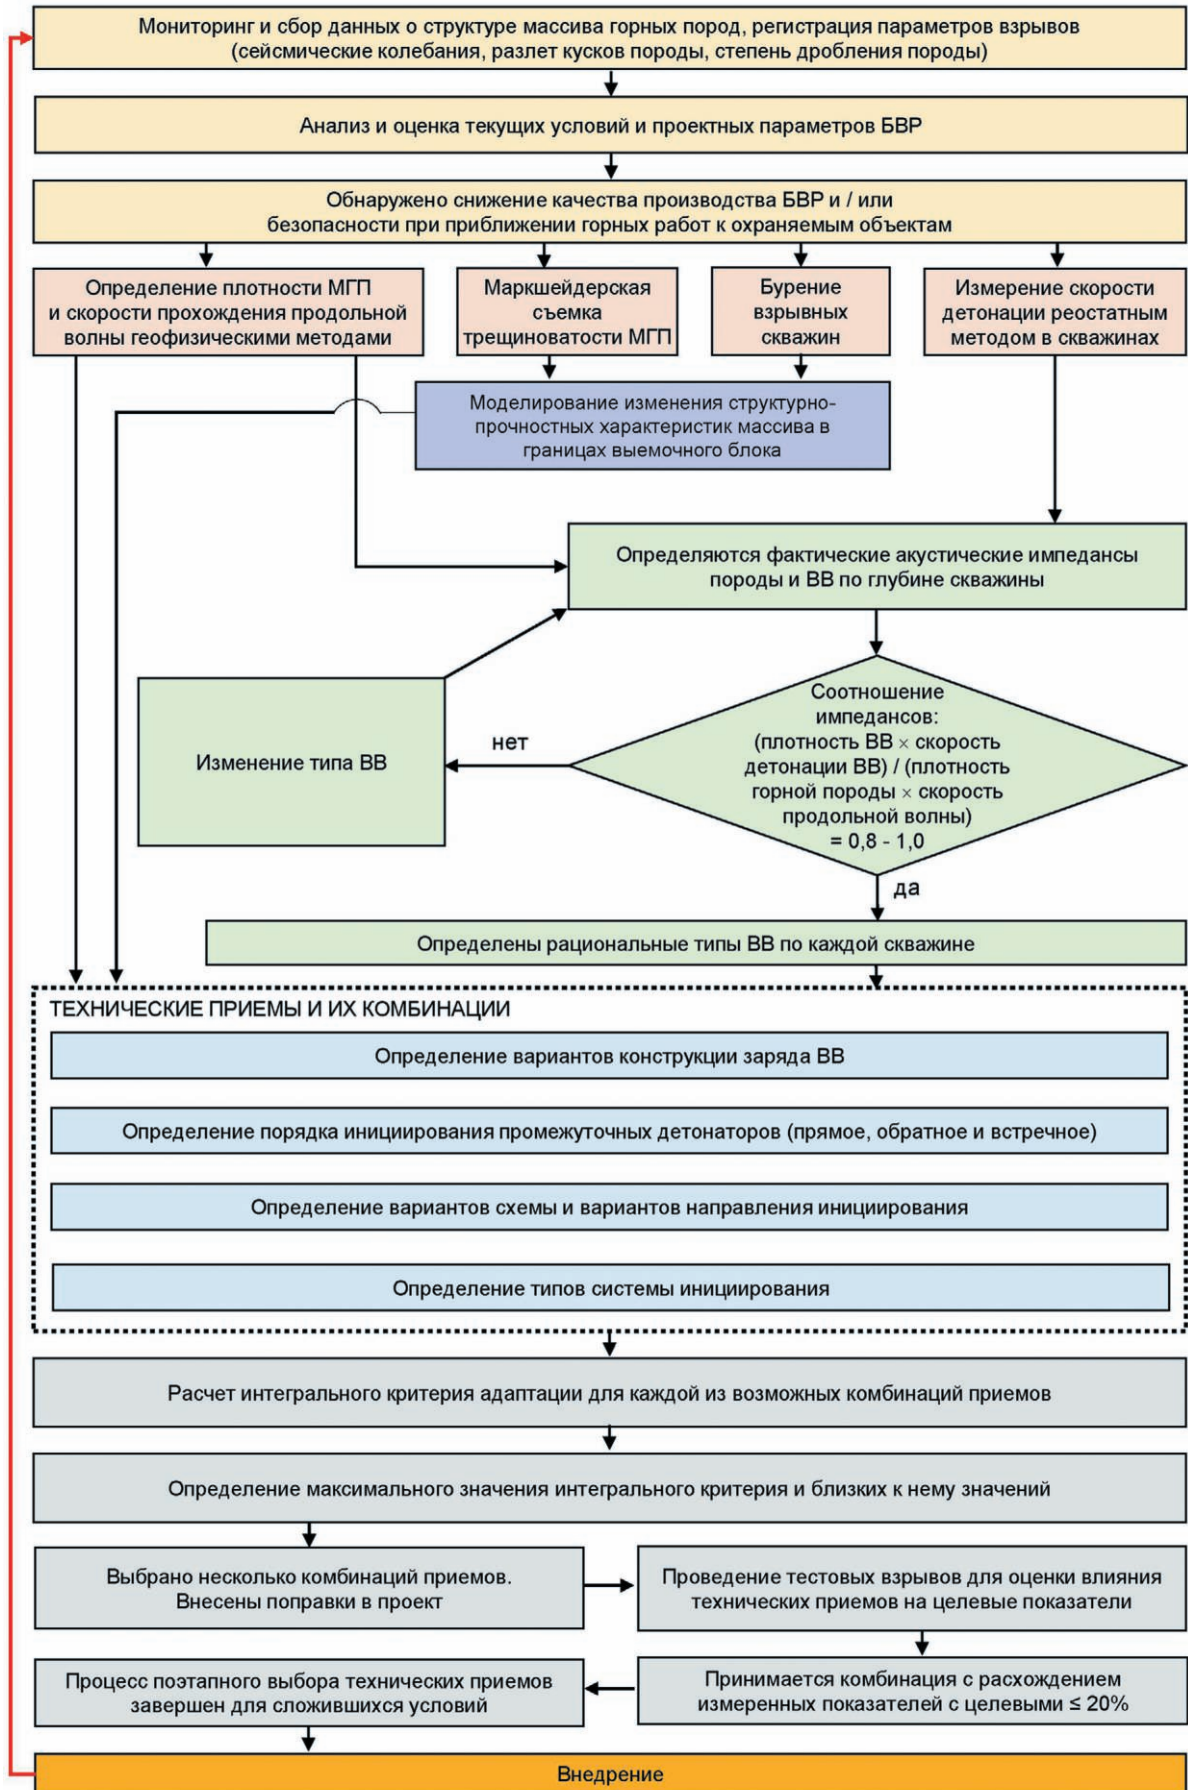 Мониторинг и сбор данных о структуре массива горных пород, регистрация параметров взрывов
(сейсмические колебания, разлет кусков породы, степень дробления породы)
Анализ и оценка текущих условий и проектных параметров БВР
Обнаружено снижение качества производства БВР и / или
безопасности при приближении горных работ к охраняемым объектам
Определение плотности МГП
и скорости прохождения продольной
волны геофизическими методами
Маркшейдерская
съемка
трещиноватости МГП
Бурение
взрывных
скважин
Измерение скорости
детонации реостатным
методом в скважинах
Моделирование изменения структурно-
прочностных характеристик массива в
границах выемочного блока
Определяются фактические акустические импедансы
породы и ВВ по глубине скважины
Изменение типа ВВ
нет
Соотношение
импедансов:
(плотность ВВ × скорость
детонации ВВ) / (плотность
горной породы × скорость
продольной волны)
= 0,8 - 1,0
да
Определены рациональные типы ВВ по каждой скважине
ТЕХНИЧЕСКИЕ ПРИЕМЫ И ИХ КОМБИНАЦИИ
Определение вариантов конструкции заряда ВВ
Определение порядка инициирования промежуточных детонаторов (прямое, обратное и встречное)
Определение вариантов схемы и вариантов направления инициирования
Определение типов системы инициирования
Расчет интегрального критерия адаптации для каждой из возможных комбинаций приемов
Определение максимального значения интегрального критерия и близких к нему значений
Выбрано несколько комбинаций приемов.
Внесены поправки в проект
Проведение тестовых взрывов для оценки влияния
технических приемов на целевые показатели
Процесс поэтапного выбора технических приемов
завершен для сложившихся условий
Принимается комбинация с расхождением
измеренных показателей с целевыми ≤ 20%
Внедрение